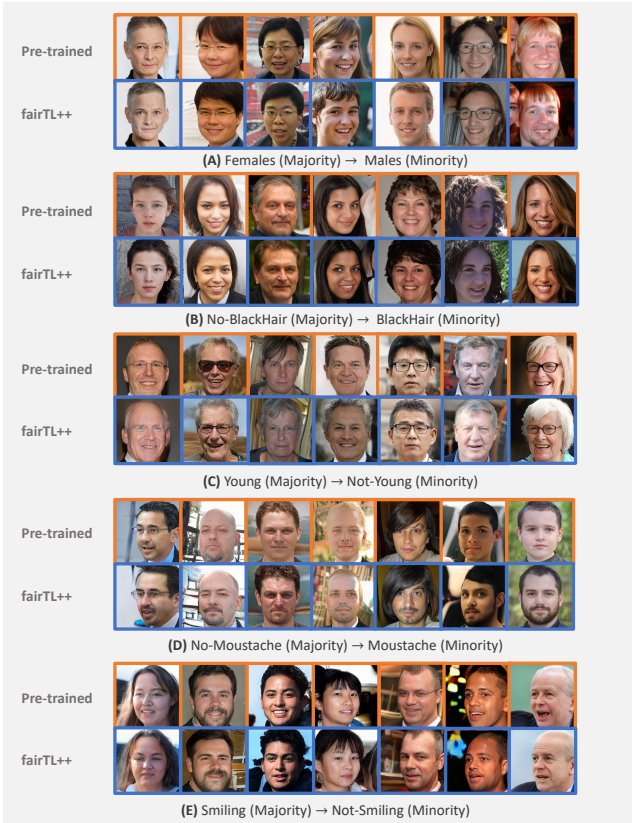 Pre-trained
fairTL++
(A) Females (Majority) → Males (Minority)
Pre-trained
fairTL++
(B) No-BlackHair (Majority) → BlackHair (Minority)
Pre-trained
fairTL++
(C) Young (Majority) → Not-Young (Minority)
Pre-trained
fairTL++
(D) No-Moustache (Majority) → Moustache (Minority)
Pre-trained
fairTL++
(E) Smiling (Majority) → Not-Smiling (Minority)